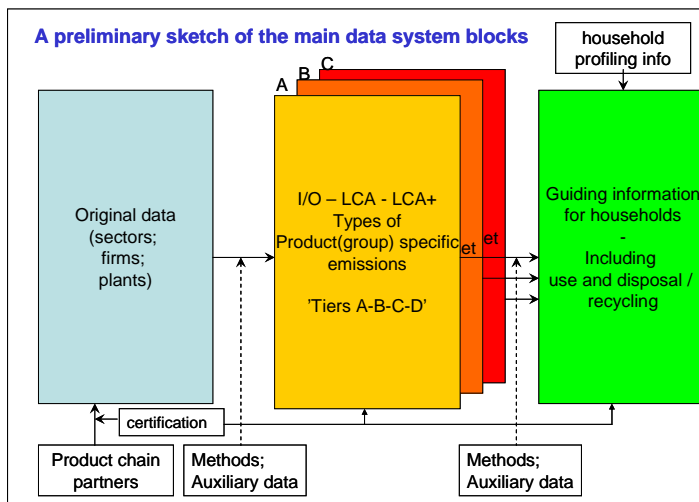 A preliminary sketch of the main data system blocks
household
profiling info
A
B
C
Original data
(sectors;
firms;
plants)
I/O – LCA - LCA+
Types of
Product(group) specific
emissions
'Tiers A-B-C-D'
et
et
Guiding information
for households
-
Including
use and disposal /
recycling
certification
Product chain
partners
Methods;
Auxiliary data
Methods;
Auxiliary data